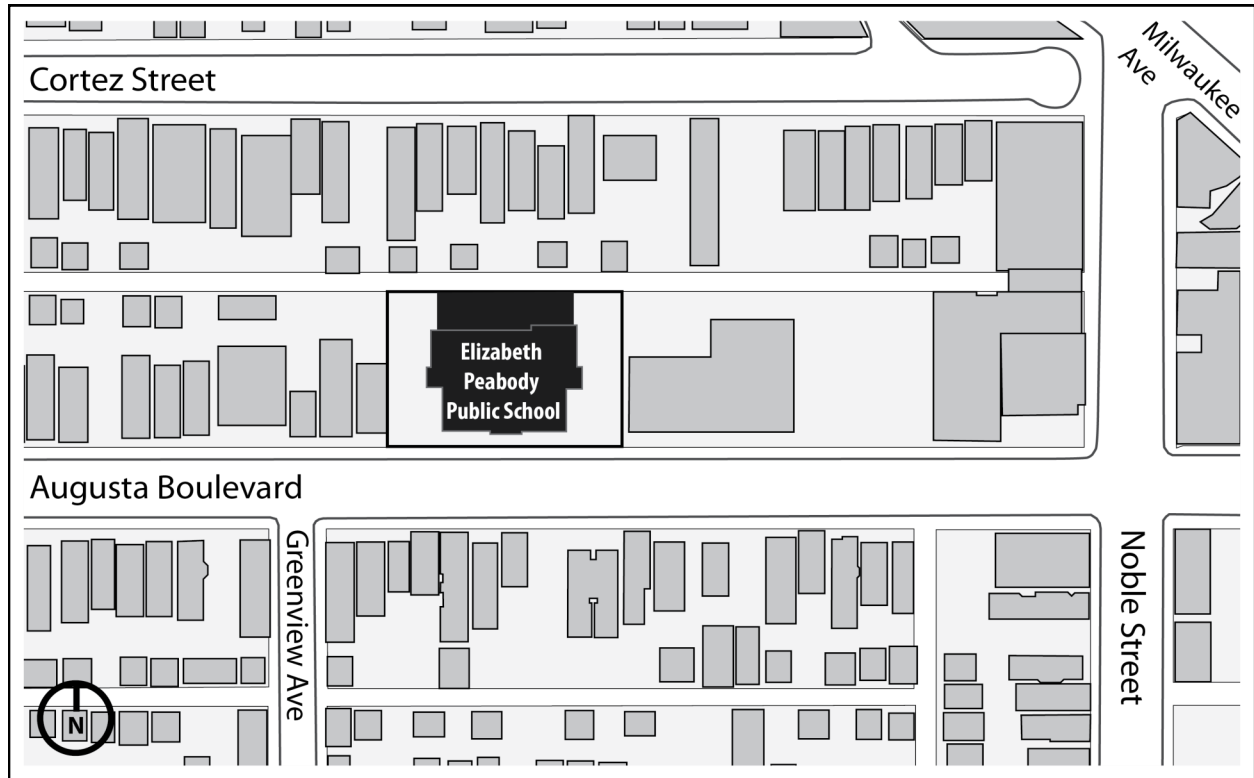 Milwaukee
Ave
Cortez Street
Elizabeth
Peabody
Public School
Augusta Boulevard
Greenview Ave
Noble Street
N